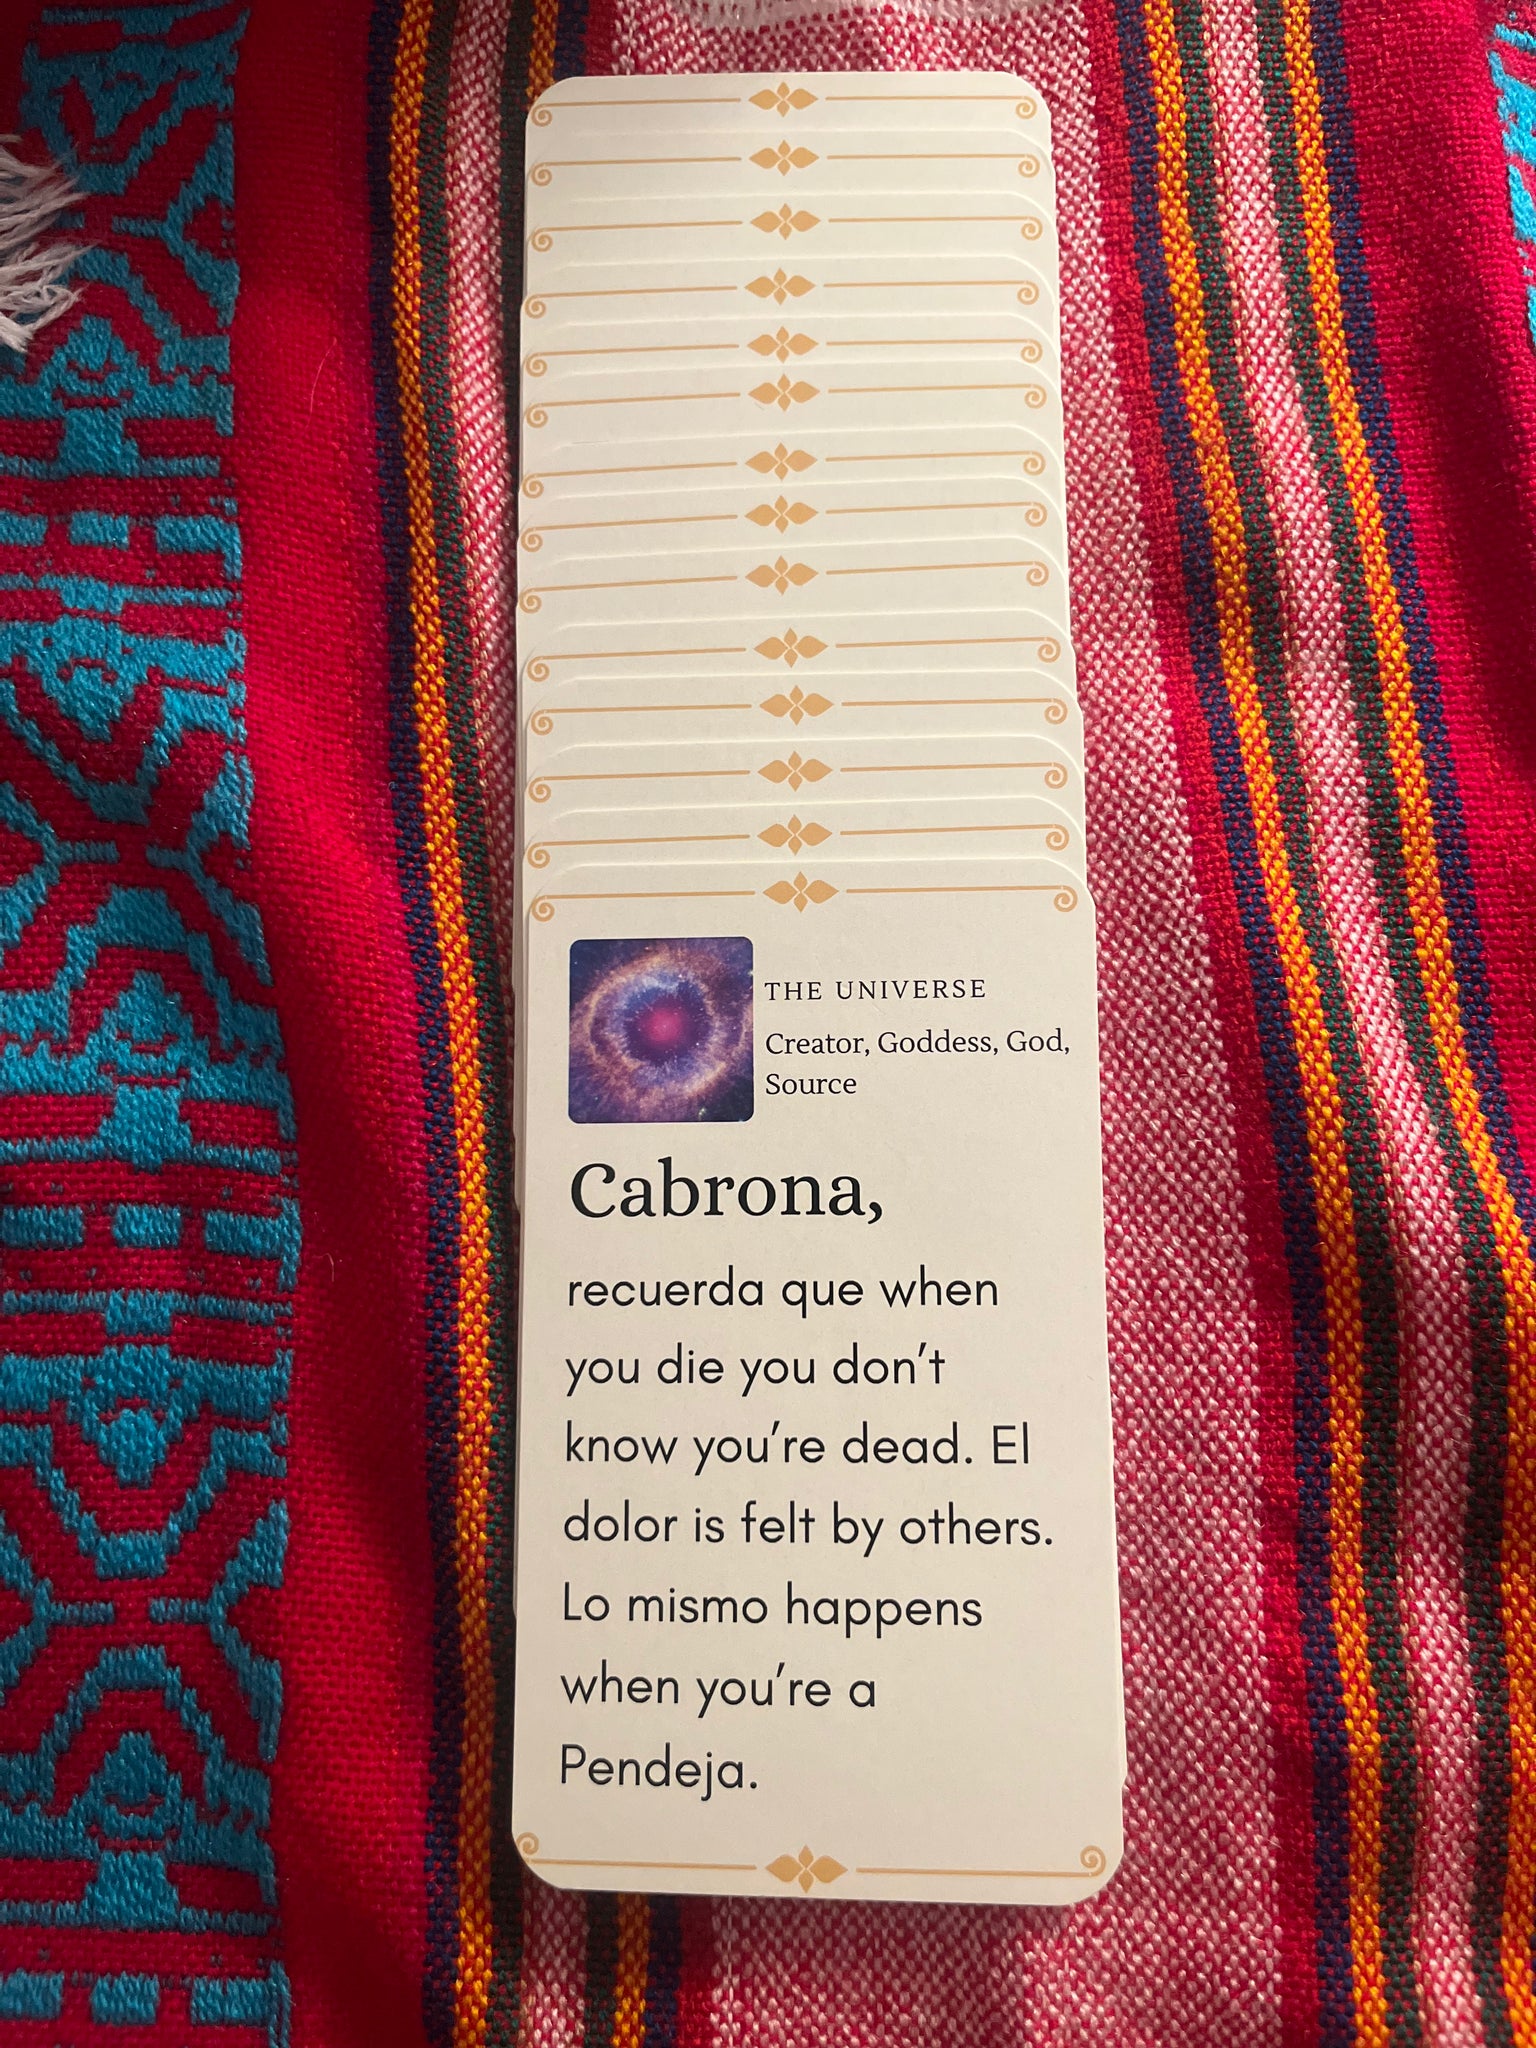 THE UNIVERSE
Creator, Goddess, God,
Source
Cabrona,
recuerda que when
you die you don't
know you're dead. El
dolor is felt by others.
Lo mismo happens
when you're a
Pendeja.